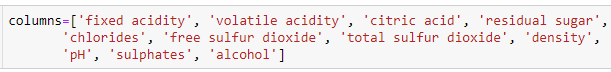 columns=['fixed acidity', 'volatile acidity', 'citric acid', 'residual sugar',
'chlorides', 'free sulfur dioxide', 'total sulfur dioxide', 'density',
'pH', 'sulphates', 'alcohol']